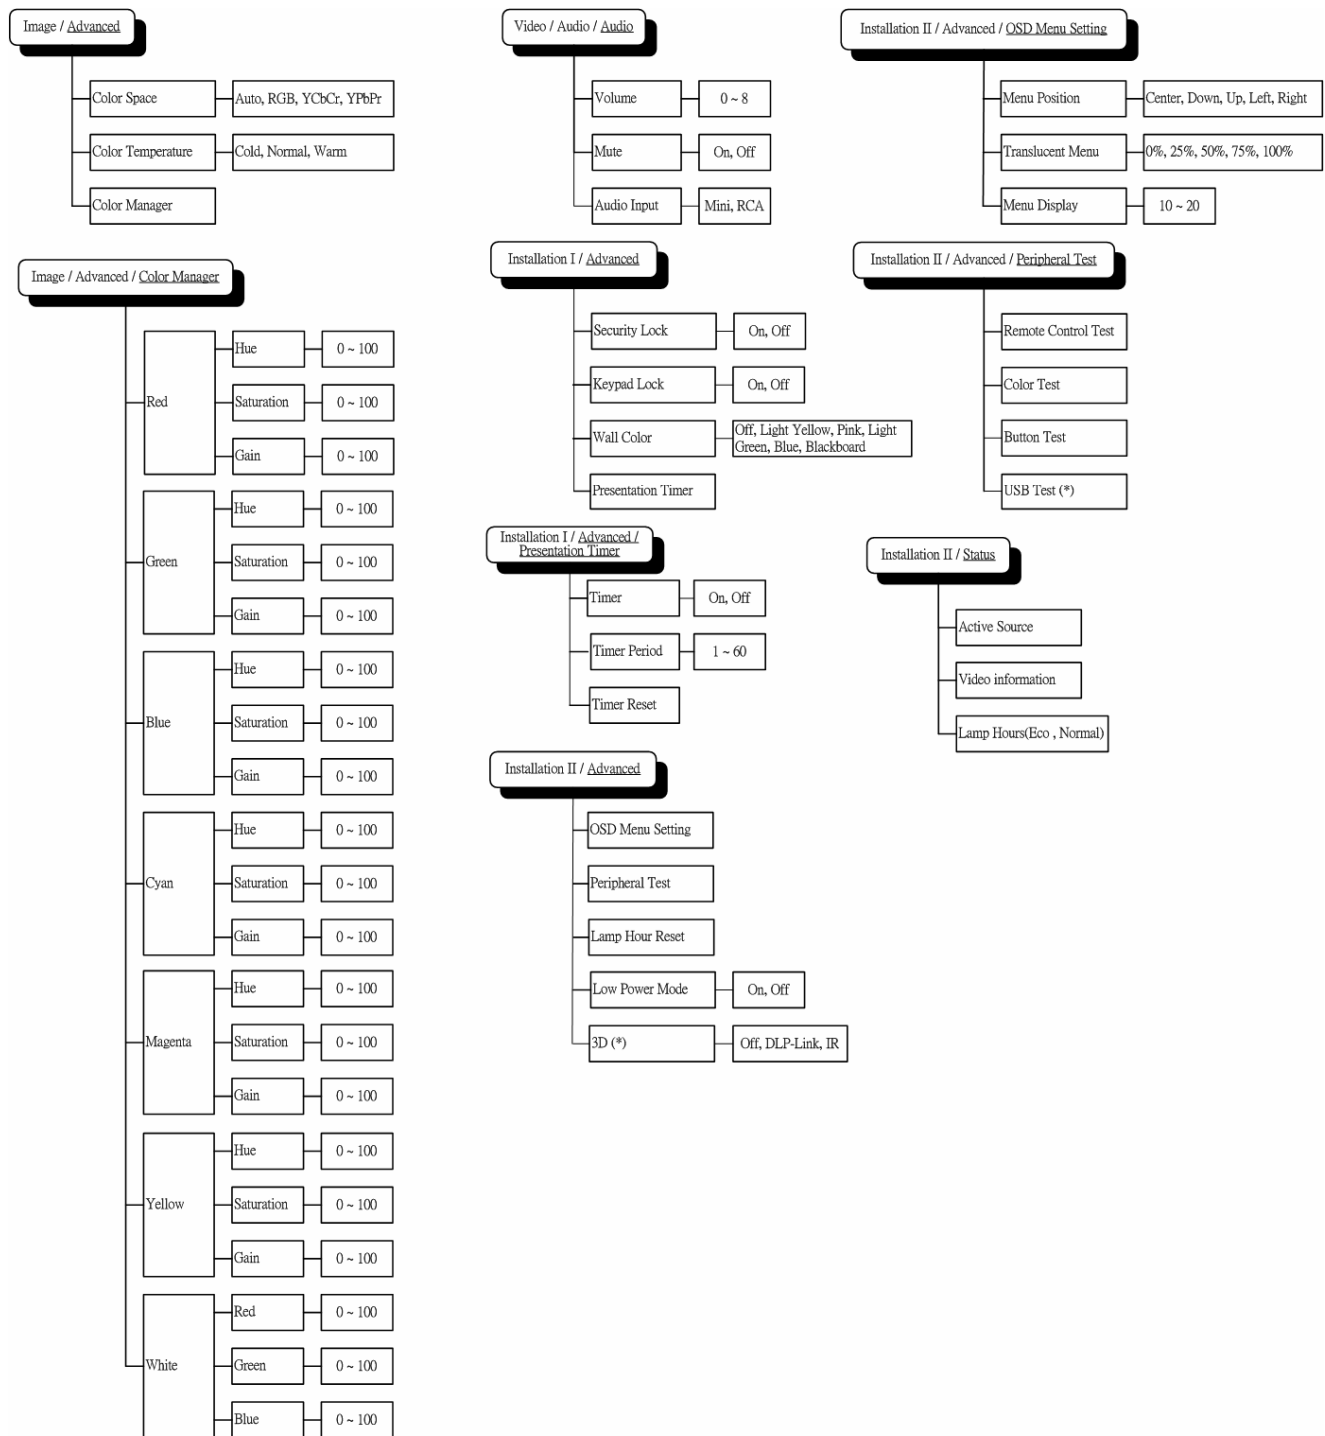 Image / Advanced
Color Space
Auto, RGB, YCbCr, YPbPr
Color Temperature
Cold, Normal, Warm
Color Manager
Image / Advanced / Color Manager
Red
Hue
0 ~ 100
Saturation
0 ~ 100
Gain
0 ~ 100
Green
Hue
0 ~ 100
Saturation
0 ~ 100
Gain
0 ~ 100
Blue
Hue
0 ~ 100
Saturation
0 ~ 100
Gain
0 ~ 100
Cyan
Hue
0 ~ 100
Saturation
0 ~ 100
Gain
0 ~ 100
Magenta
Hue
0 ~ 100
Saturation
0 ~ 100
Gain
0 ~ 100
Yellow
Hue
0 ~ 100
Saturation
0 ~ 100
Gain
0 ~ 100
White
Red
0 ~ 100
Green
0 ~ 100
Blue
0 ~ 100
Video / Audio / Audio
Volume
0 ~ 8
Mute
On, Off
Audio Input
Mini, RCA
Installation I / Advanced
Security Lock
On, Off
Keypad Lock
On, Off
Wall Color
Off, Light Yellow, Pink, Light
Green, Blue, Blackboard
Presentation Timer
Installation I / Advanced /
Presentation Timer
Timer
On, Off
Timer Period
1 ~ 60
Timer Reset
Installation II / Advanced
OSD Menu Setting
Peripheral Test
Lamp Hour Reset
Low Power Mode
On, Off
3D (*)
Off, DLP-Link, IR
Installation II / Advanced / OSD Menu Setting
Menu Position
Center, Down, Up, Left, Right
Translucent Menu
0%, 25%, 50%, 75%, 100%
Menu Display
10 ~ 20
Installation II / Advanced / Peripheral Test
Remote Control Test
Color Test
Button Test
USB Test (*)
Installation II / Status
Active Source
Video information
Lamp Hours(Eco , Normal)